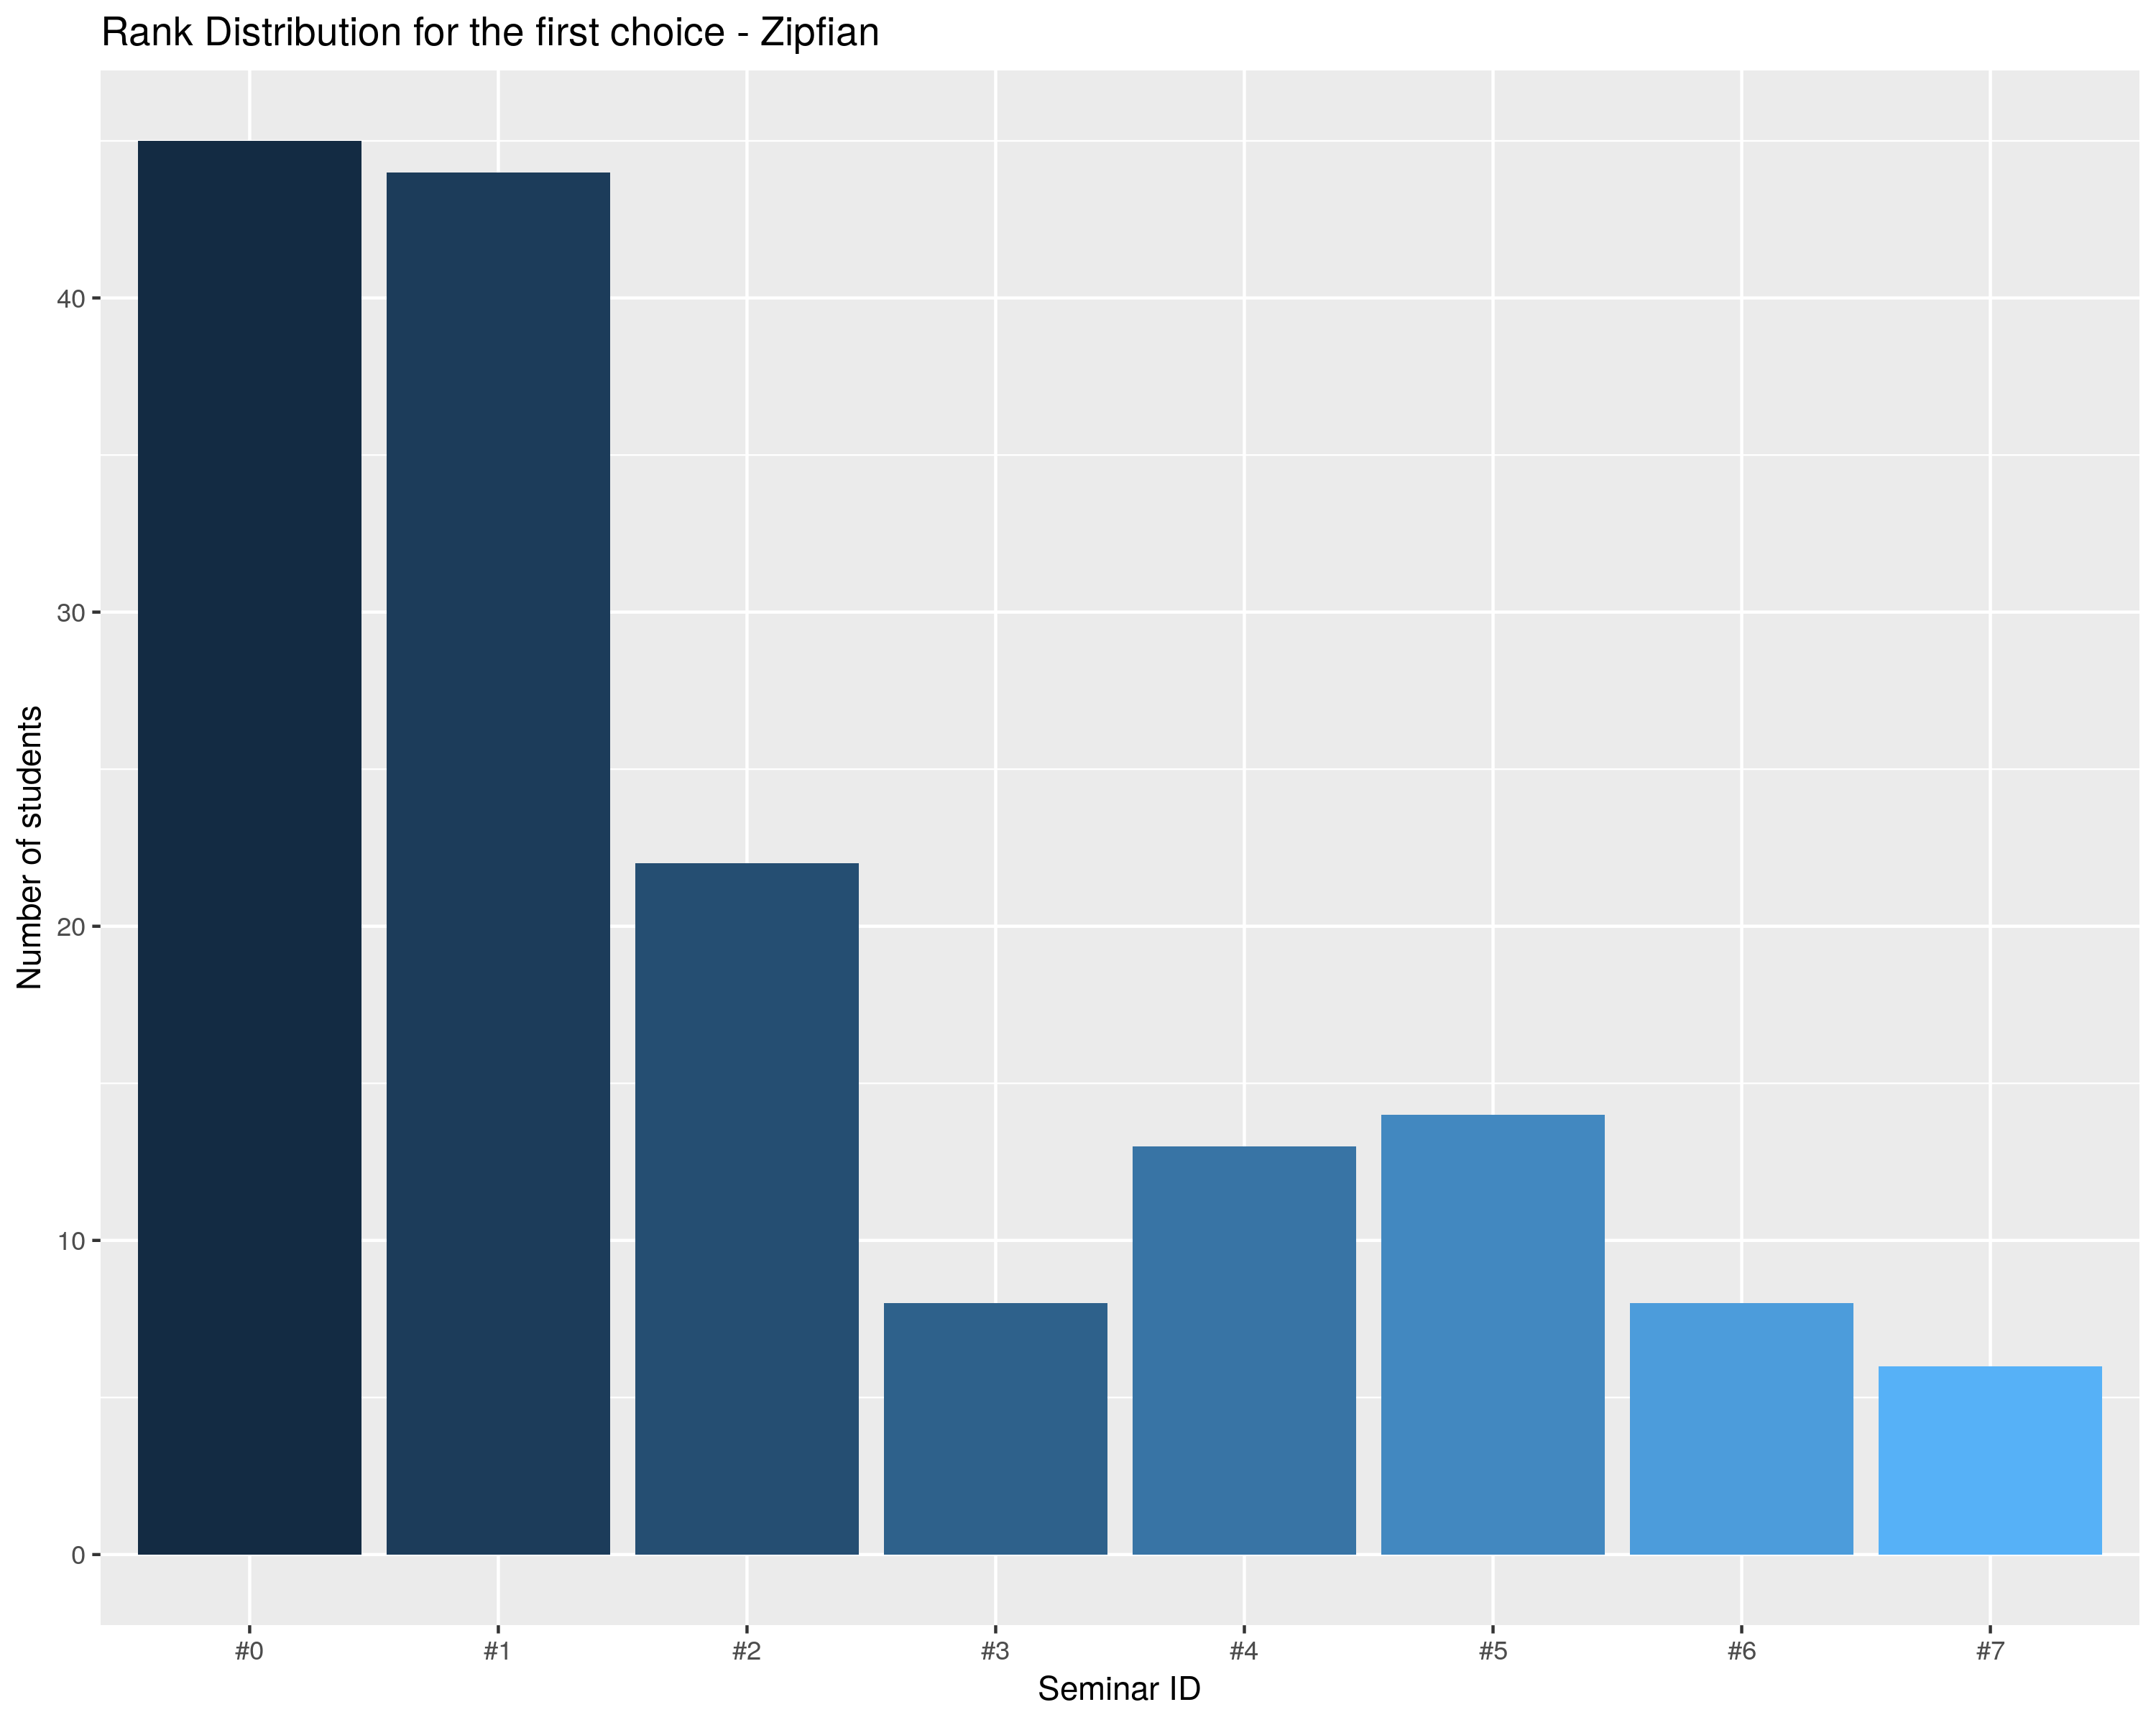 Rank Distribution for the first choice - Zipfian
Number of students
40
30
20
10
0
#0 #1 #2 #3 #4 #5 #6 #7
Seminar ID